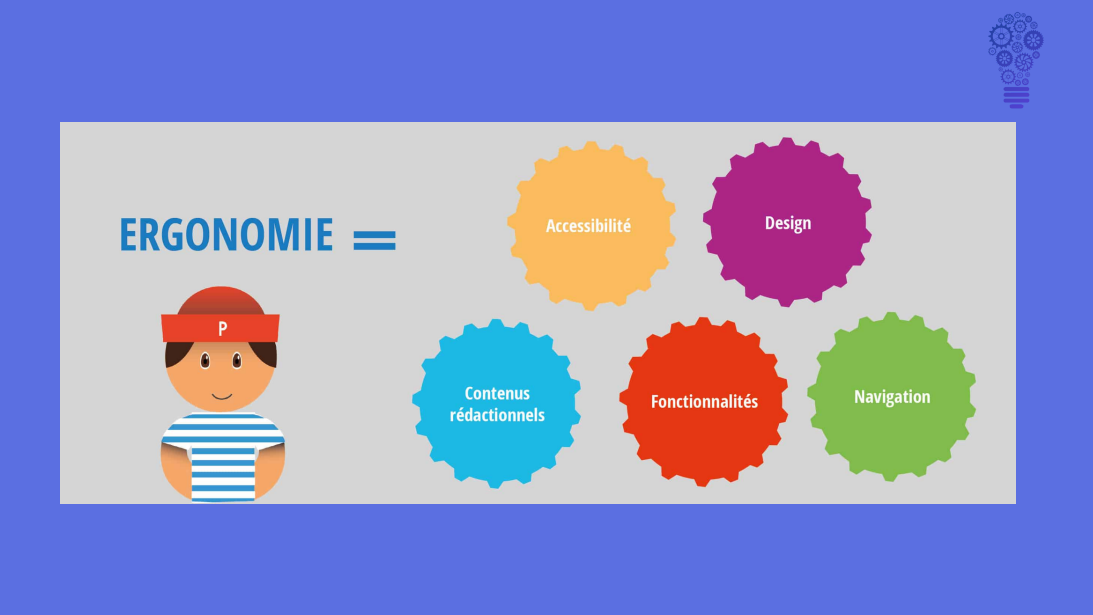 ERGONOMIE =
P
Accessibilité
Design
Contenus
rédactionnels
Fonctionnalités
Navigation